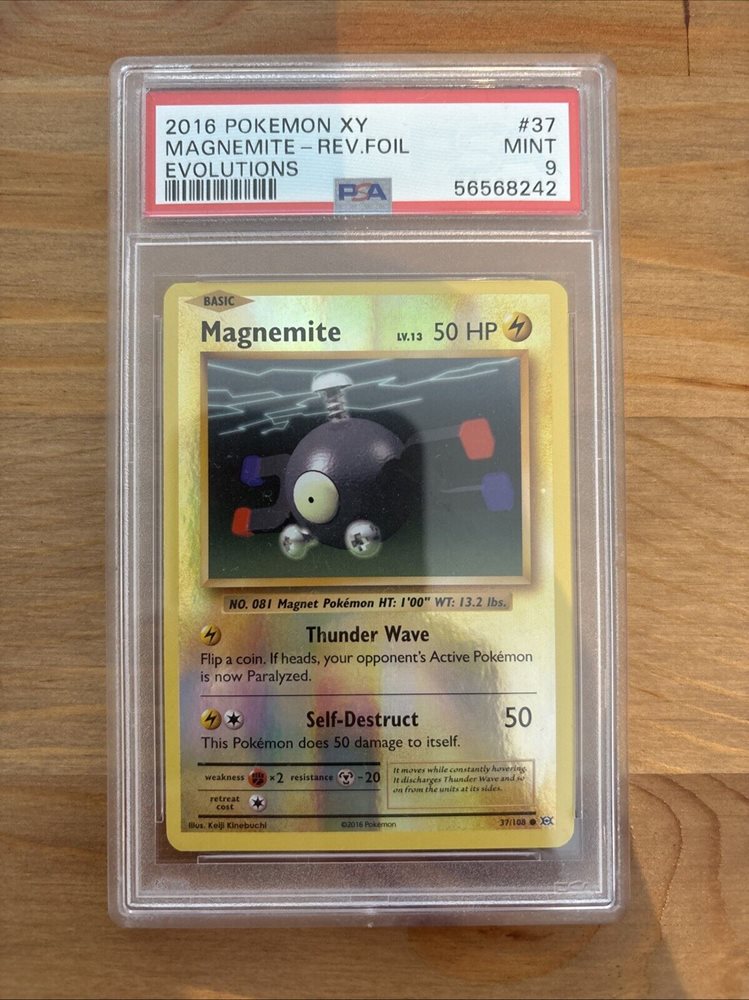 2016 POKEMON XY #37
MAGNEMITE – REV.FOIL MINT
EVOLUTIONS 9
PSA 56568242
BASIC
Magnemite LV.13 50 HP
NO. 081 Magnet Pokémon HT: 1'00" WT: 13.2 lbs.
Thunder Wave
Flip a coin. If heads, your opponent's Active Pokémon
is now Paralyzed.
Self-Destruct 50
This Pokémon does 50 damage to itself.
weakness ×2 resistance -20
retreat
cost
It moves while constantly hovering.
It discharges Thunder Wave and so
on from the units at its sides.
Illus. Keiji Kinebuchi ©2016 Pokémon 37/108